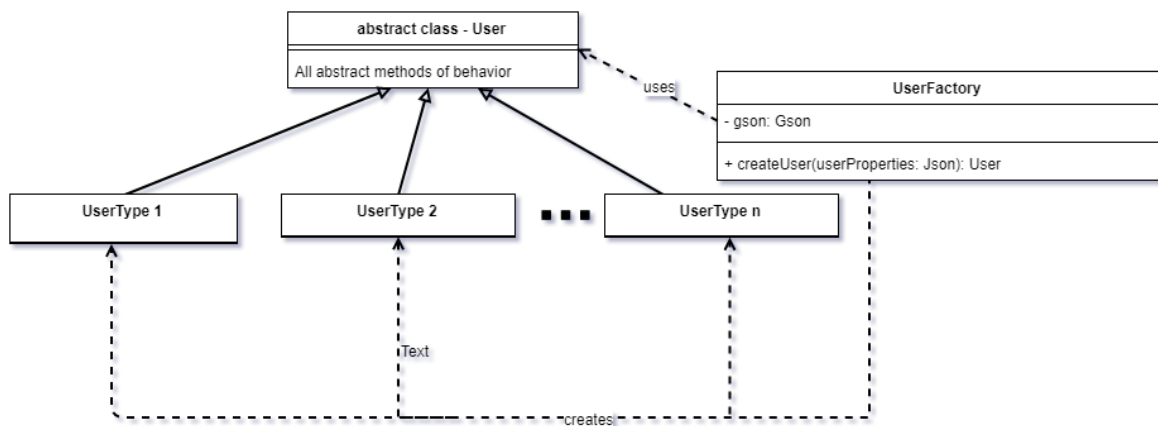 abstract class - User
All abstract methods of behavior
uses
UserFactory
- gson: Gson
+ createUser(userProperties: Json): User
UserType 1
UserType 2
UserType n
Text
creates